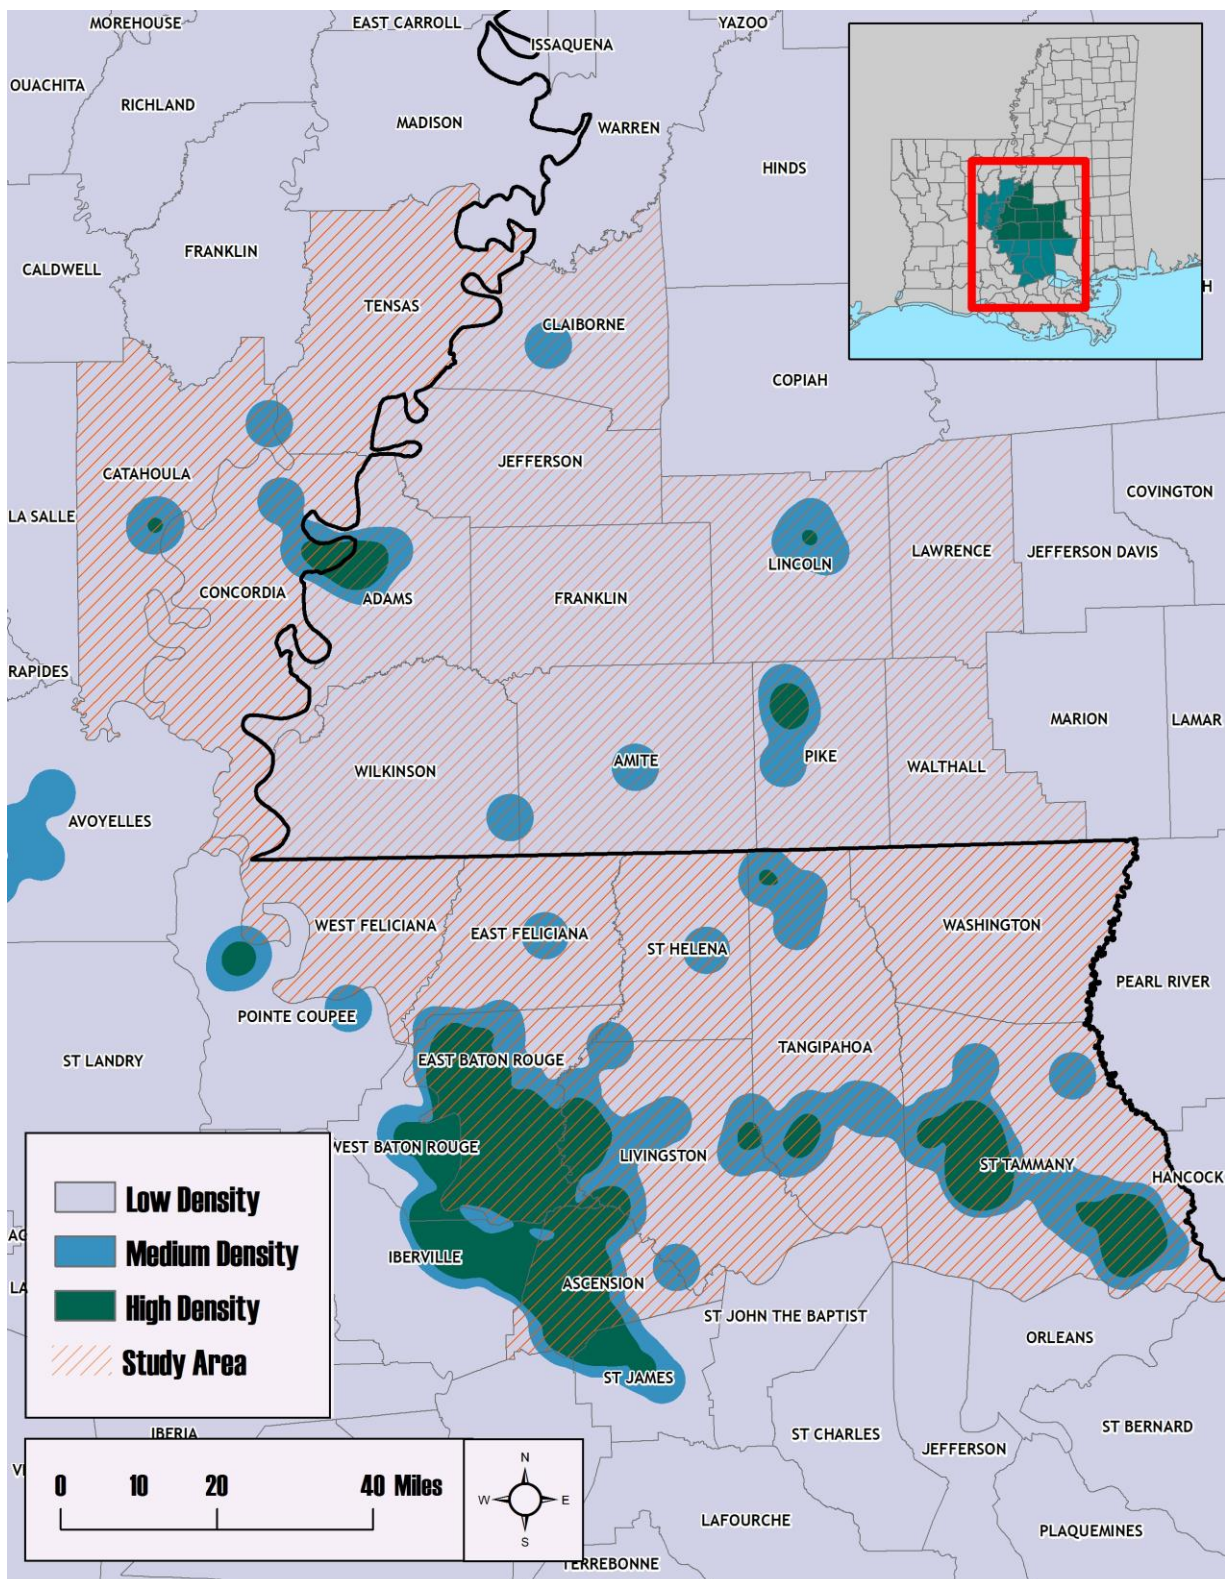 MOREHOUSE
EAST CARROLL
YAZOO
ISSAQUENA
OUACHITA
RICHLAND
MADISON
WARREN
HINDS
FRANKLIN
CALDWELL
TENSAS
CLAIBORNE
H
COPIAH
CATAHOULA
JEFFERSON
COVINGTON
LA SALLE
LAWRENCE
JEFFERSON DAVIS
LINCOLN
CONCORDIA
ADAMS
FRANKLIN
RAPIDES
MARION
LAMAR
AMITE
PIKE
WILKINSON
WALTHALL
AVOYELLES
WEST FELICIANA
EAST FELICIANA
ST HELENA
WASHINGTON
PEARL RIVER
POINTE COUPEE
ST LANDRY
EAST BATON ROUGE
TANGIPAHOA
WEST BATON ROUGE
LIVINGSTON
ST TAMMANY
HANCOCK
IBERVILLE
ASCENSION
ST JOHN THE BAPTIST
ORLEANS
ST JAMES
ST CHARLES
JEFFERSON
ST BERNARD
IBERIA
LAFOURCHE
PLAQUEMINES
TERREBONNE
Low Density
Medium Density
High Density
Study Area
0 10 20 40 Miles
N
W E
S